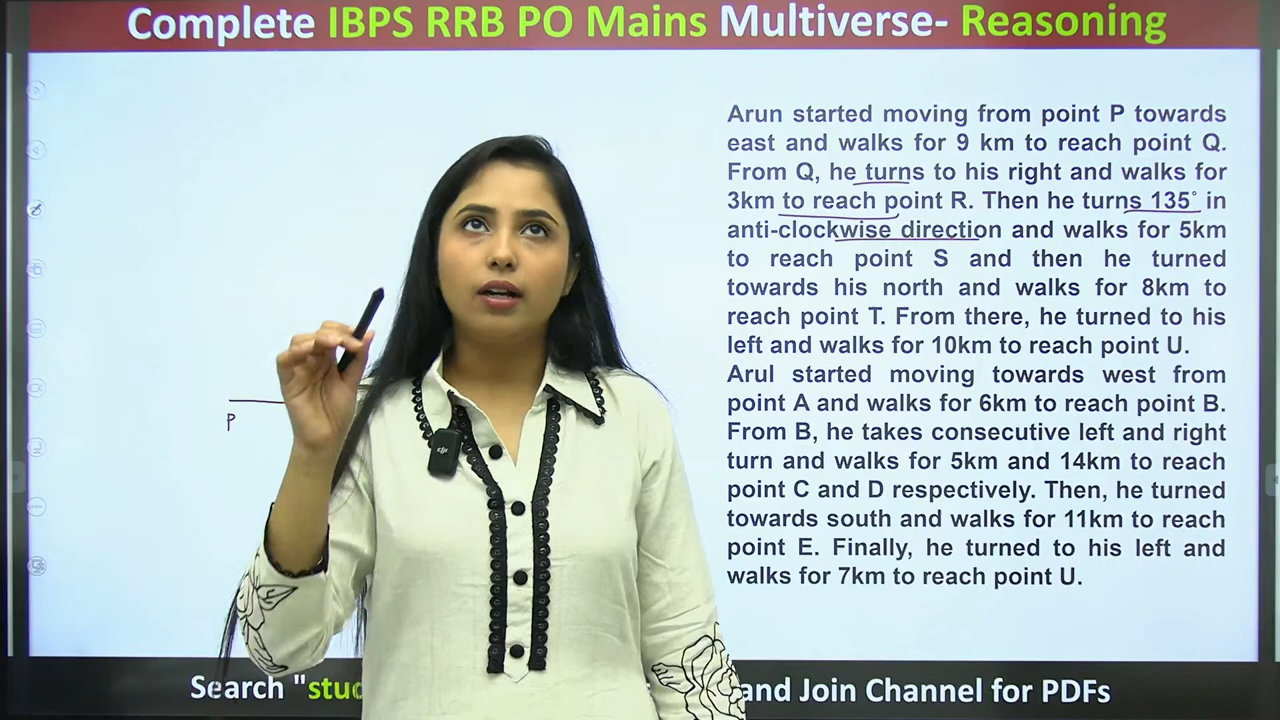 Complete IBPS RRB PO Mains Multiverse- Reasoning
Arun started moving from point P towards
east and walks for 9 km to reach point Q.
From Q, he turns to his right and walks for
3km to reach point R. Then he turns 135° in
anti-clockwise direction and walks for 5km
to reach point S and then he turned
towards his north and walks for 8km to
reach point T. From there, he turned to his
left and walks for 10km to reach point U.
Arul started moving towards west from
point A and walks for 6km to reach point B.
From B, he takes consecutive left and right
turn and walks for 5km and 14km to reach
point C and D respectively. Then, he turned
towards south and walks for 11km to reach
point E. Finally, he turned to his left and
walks for 7km to reach point U.
P
Search "stud and Join Channel for PDFs